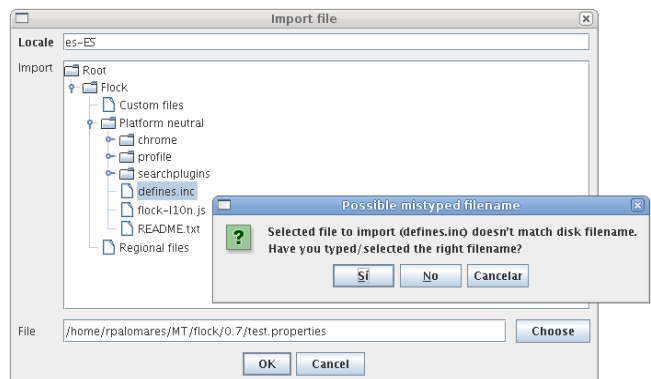 Import file
Locale es-ES
Import
Root
Flock
Custom files
Platform neutral
chrome
profile
searchplugins
defines.inc
flock-l10n.js
README.txt
Regional files
Possible mistyped filename
Selected file to import (defines.inc) doesn't match disk filename.
Have you typed/selected the right filename?
Sí No Cancelar
File /home/rpalomares/MT/flock/0.7/test.properties Choose
OK Cancel